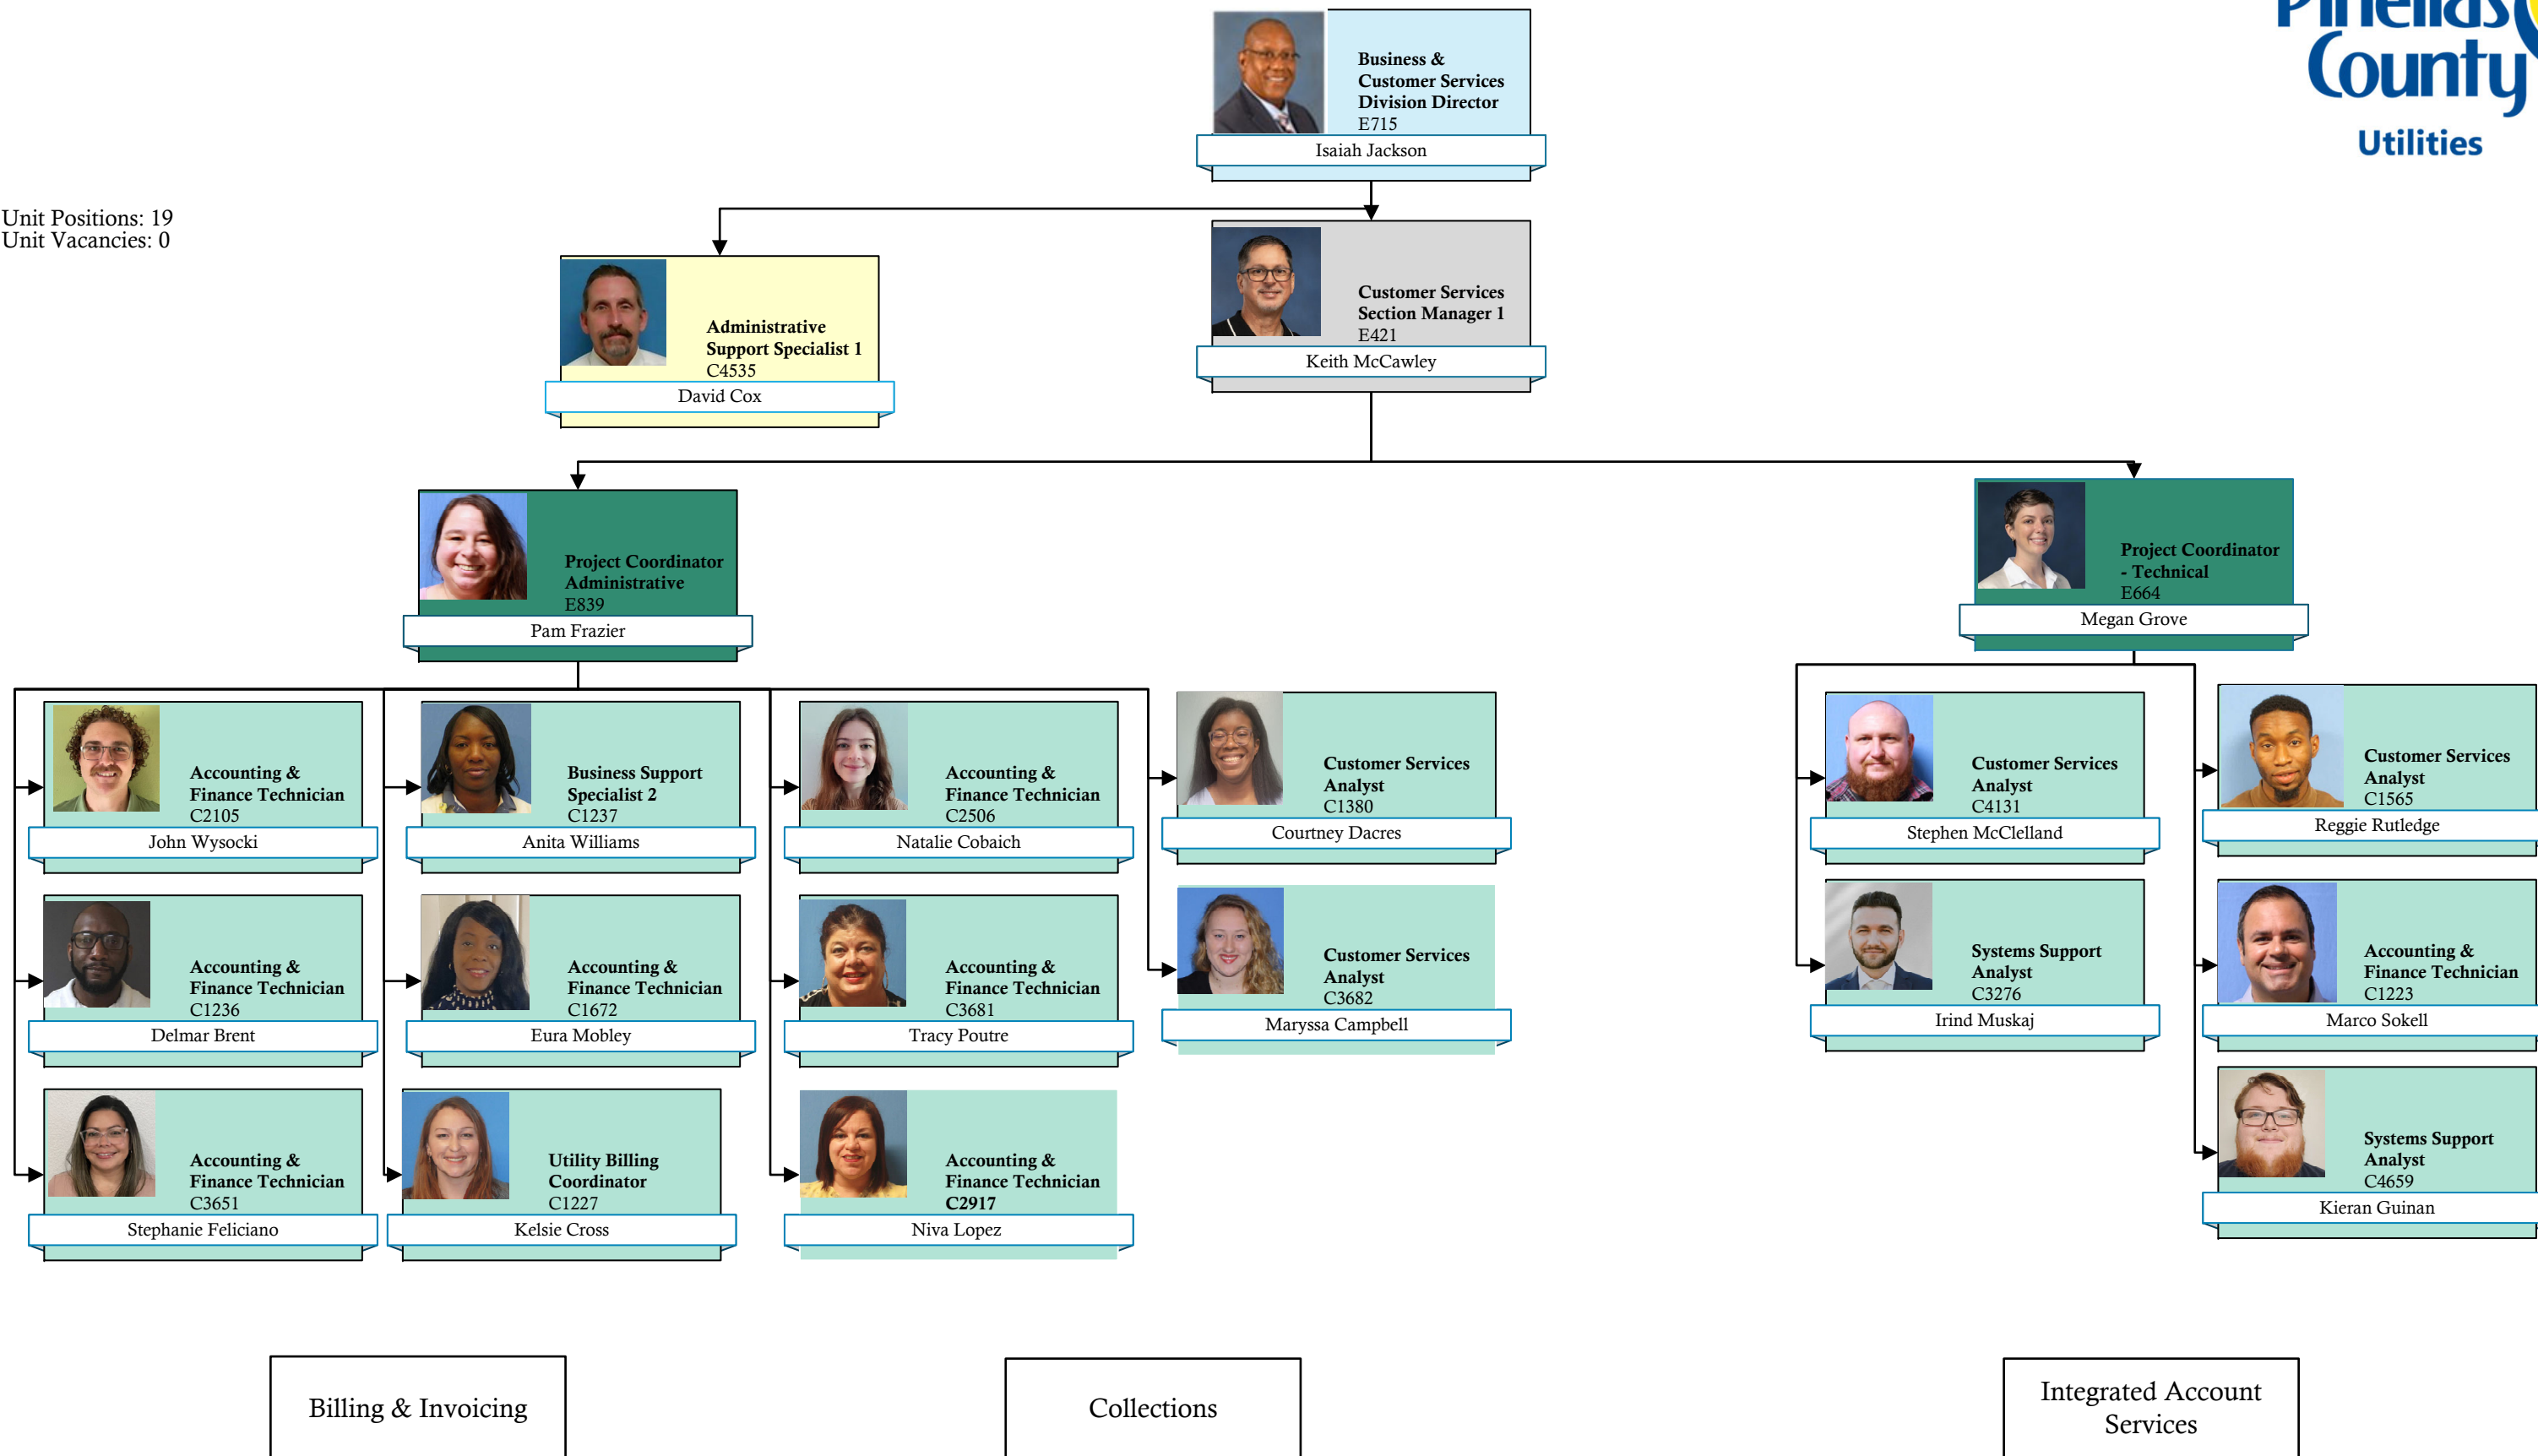 Pinellas
County
Utilities
Business &
Customer Services
Division Director
E715
Isaiah Jackson
Unit Positions: 19
Unit Vacancies: 0
Administrative
Support Specialist 1
C4535
David Cox
Customer Services
Section Manager 1
E421
Keith McCawley
Project Coordinator
Administrative
E839
Pam Frazier
Project Coordinator
- Technical
E664
Megan Grove
Accounting &
Finance Technician
C2105
John Wysocki
Business Support
Specialist 2
C1237
Anita Williams
Accounting &
Finance Technician
C2506
Natalie Cobaich
Customer Services
Analyst
C1380
Courtney Dacres
Customer Services
Analyst
C4131
Stephen McClelland
Customer Services
Analyst
C1565
Reggie Rutledge
Accounting &
Finance Technician
C1236
Delmar Brent
Accounting &
Finance Technician
C1672
Eura Mobley
Accounting &
Finance Technician
C3681
Tracy Poutre
Customer Services
Analyst
C3682
Maryssa Campbell
Systems Support
Analyst
C3276
Irind Muskaj
Accounting &
Finance Technician
C1223
Marco Sokell
Accounting &
Finance Technician
C3651
Stephanie Feliciano
Utility Billing
Coordinator
C1227
Kelsie Cross
Accounting &
Finance Technician
C2917
Niva Lopez
Systems Support
Analyst
C4659
Kieran Guinan
Billing & Invoicing
Collections
Integrated Account
Services